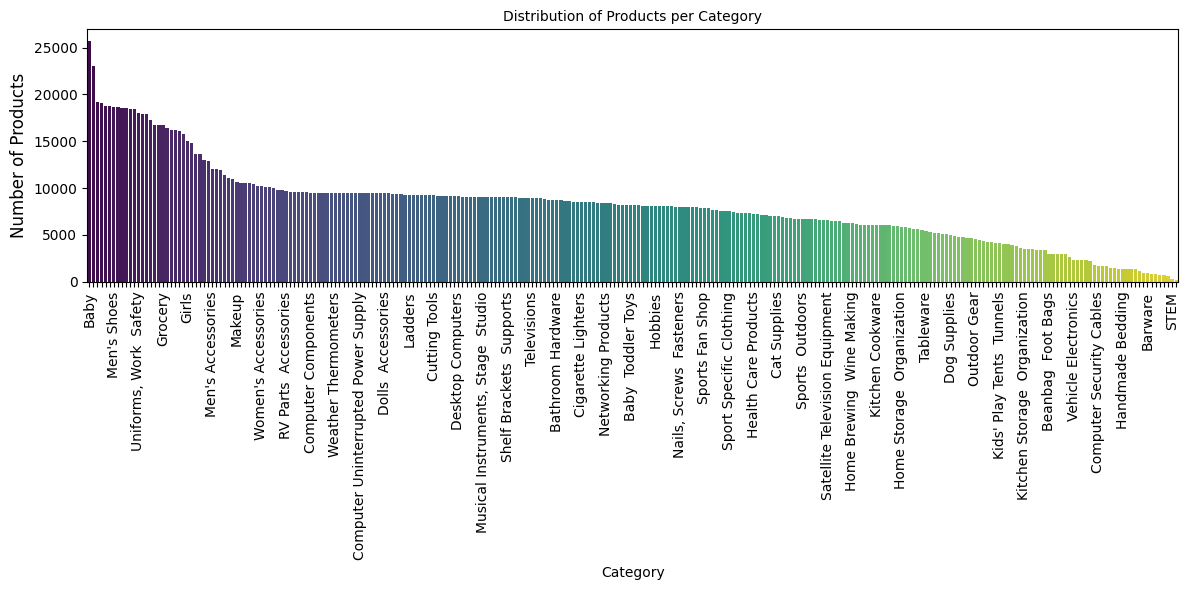 Distribution of Products per Category
Number of Products
25000
20000
15000
10000
5000
0
Baby
Men's Shoes
Uniforms, Work  Safety
Grocery
Girls
Men's Accessories
Makeup
Women's Accessories
RV Parts  Accessories
Computer Components
Weather Thermometers
Computer Uninterrupted Power Supply
Dolls  Accessories
Ladders
Cutting Tools
Desktop Computers
Musical Instruments, Stage  Studio
Shelf Brackets  Supports
Televisions
Bathroom Hardware
Cigarette Lighters
Networking Products
Baby  Toddler Toys
Hobbies
Nails, Screws  Fasteners
Sports Fan Shop
Sport Specific Clothing
Health Care Products
Cat Supplies
Sports  Outdoors
Satellite Television Equipment
Home Brewing  Wine Making
Kitchen Cookware
Home Storage  Organization
Tableware
Dog Supplies
Outdoor Gear
Kids' Play Tents  Tunnels
Kitchen Storage  Organization
Beanbag  Foot Bags
Vehicle Electronics
Computer Security Cables
Handmade Bedding
Barware
STEM
Category